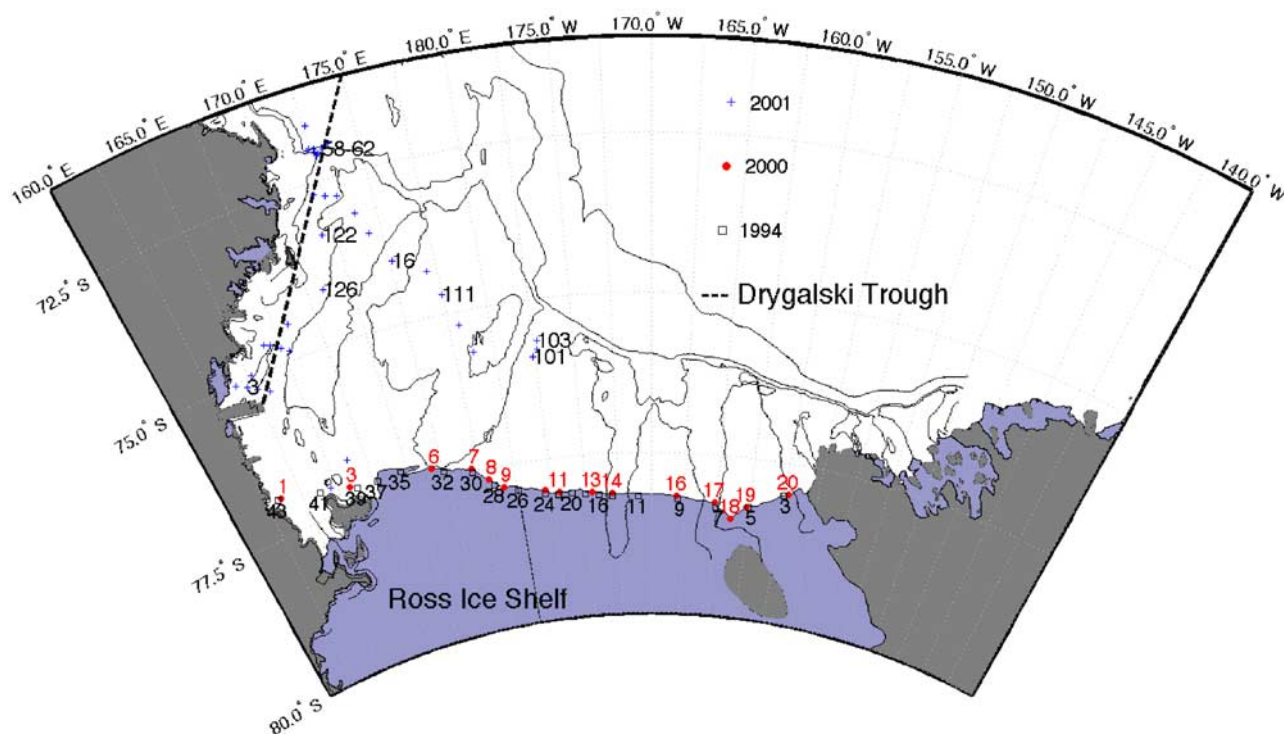 160.0° E
165.0° E
170.0° E
175.0° E
180.0° E
175.0° W
170.0° W
165.0° W
160.0° W
155.0° W
150.0° W
145.0° W
140.0° W
72.5° S
75.0° S
77.5° S
80.0° S
2001
2000
1994
Drygalski Trough
58-62
122
16
126
111
103
101
3
1
43
3
41
39
37
35
6
32
7
30
8
28
9
26
11
24
20
13
16
14
11
16
9
17
7
18
19
5
20
3
Ross Ice Shelf